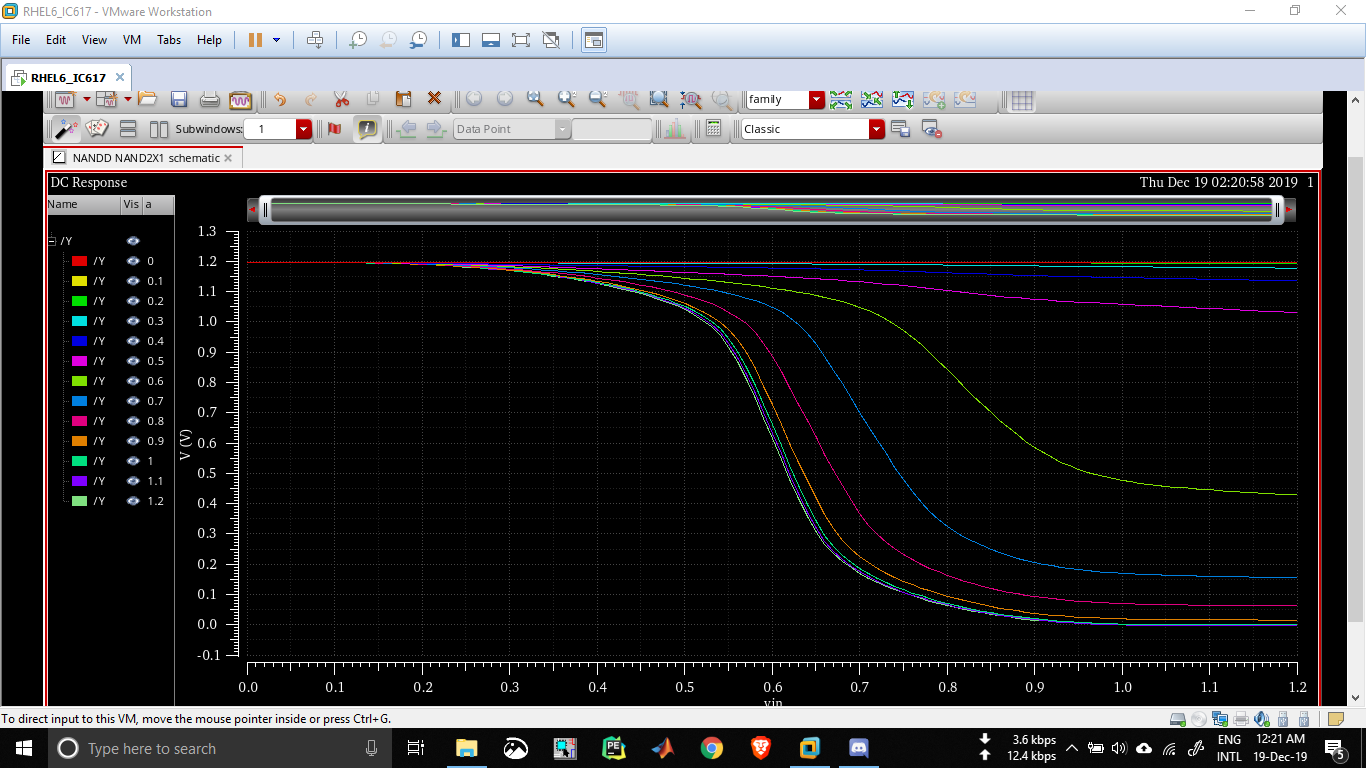 RHEL6_IC617 - VMware Workstation
File Edit View VM Tabs Help
RHEL6_IC617
family
Subwindows: 1 Data Point Classic
NANDD NAND2X1 schematic
DC Response Thu Dec 19 02:20:58 2019 1
Name Vis a
/Y
/Y 0
/Y 0.1
/Y 0.2
/Y 0.3
/Y 0.4
/Y 0.5
/Y 0.6
/Y 0.7
/Y 0.8
/Y 0.9
/Y 1
/Y 1.1
/Y 1.2
V (V)
1.3
1.2
1.1
1.0
0.9
0.8
0.7
0.6
0.5
0.4
0.3
0.2
0.1
0.0
-0.1
0.0 0.1 0.2 0.3 0.4 0.5 0.6 0.7 0.8 0.9 1.0 1.1 1.2
vin
To direct input to this VM, move the mouse pointer inside or press Ctrl+G.
Type here to search
3.6 kbps
12.4 kbps
ENG
INTL
12:21 AM
19-Dec-19
5